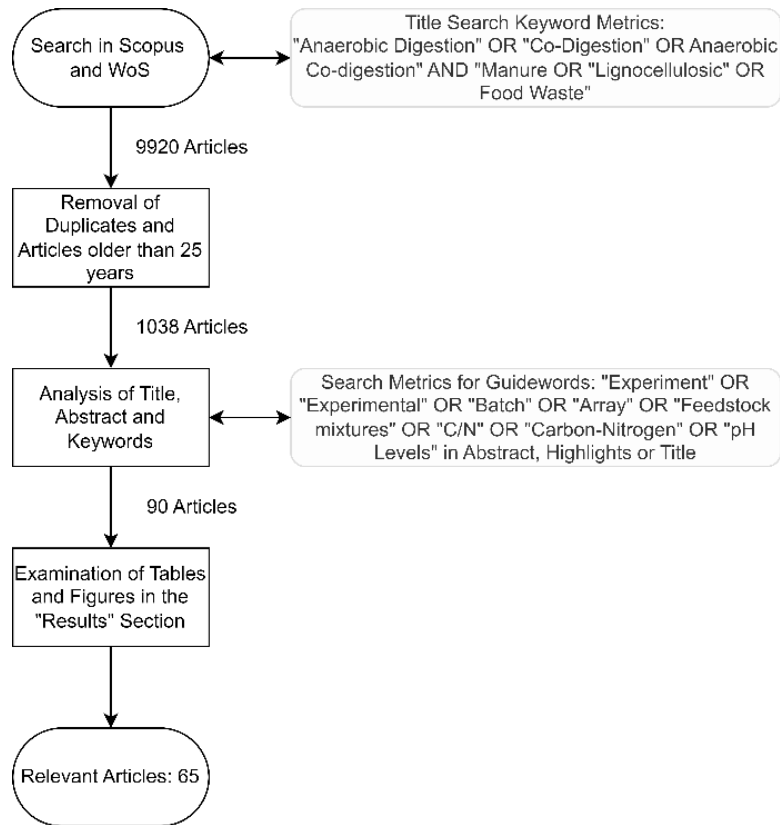 Search in Scopus
and WoS
Title Search Keyword Metrics:
"Anaerobic Digestion" OR "Co-Digestion" OR Anaerobic
Co-digestion" AND "Manure OR "Lignocellulosic" OR
Food Waste"
9920 Articles
Removal of
Duplicates and
Articles older than 25
years
1038 Articles
Analysis of Title,
Abstract and
Keywords
Search Metrics for Guidewords: "Experiment" OR
"Experimental" OR "Batch" OR "Array" OR "Feedstock
mixtures" OR "C/N" OR "Carbon-Nitrogen" OR "pH
Levels" in Abstract, Highlights or Title
90 Articles
Examination of Tables
and Figures in the
"Results" Section
Relevant Articles: 65